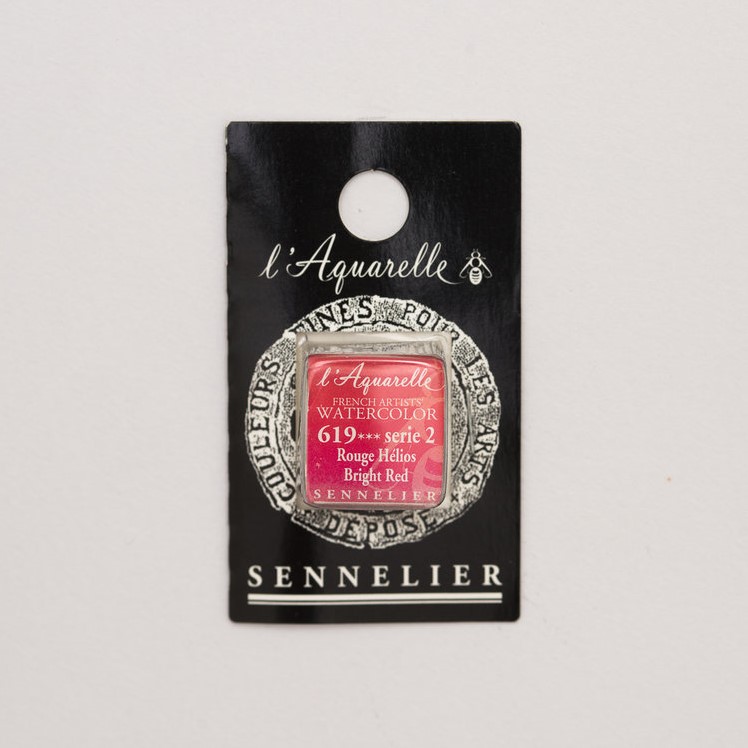 l'Aquarelle
COULEURS FINES POUR LES ARTS
DÉPOSÉ
l'Aquarelle
FRENCH ARTISTS'
WATERCOLOR
619*** serie 2
Rouge Hélios
Bright Red
SENNELIER
SENNELIER